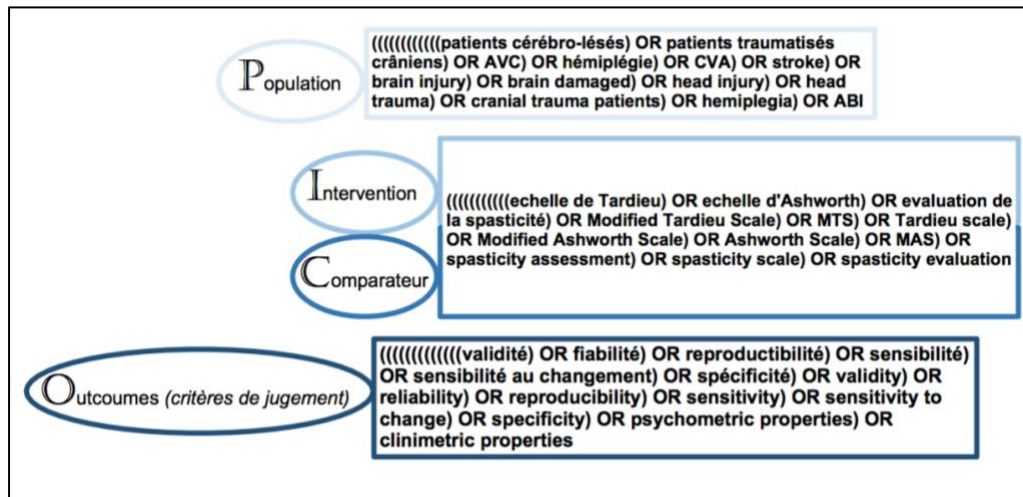 Population
((((((((((((patients cérébro-lésés) OR patients traumatisés
crâniens) OR AVC) OR hémiplégie) OR CVA) OR stroke) OR
brain injury) OR brain damaged) OR head injury) OR head
trauma) OR cranial trauma patients) OR hemiplegia) OR ABI
Intervention
Comparateur
(((((((((((echelle de Tardieu) OR echelle d'Ashworth) OR evaluation de
la spasticité) OR Modified Tardieu Scale) OR MTS) OR Tardieu scale)
OR Modified Ashworth Scale) OR Ashworth Scale) OR MAS) OR
spasticity assessment) OR spasticity scale) OR spasticity evaluation
Outcoumes (critères de jugement)
(((((((((((((validité) OR fiabilité) OR reproductibilité) OR sensibilité)
OR sensibilité au changement) OR spécificité) OR validity) OR
reliability) OR reproducibility) OR sensitivity) OR sensitivity to
change) OR specificity) OR psychometric properties) OR
clinimetric properties